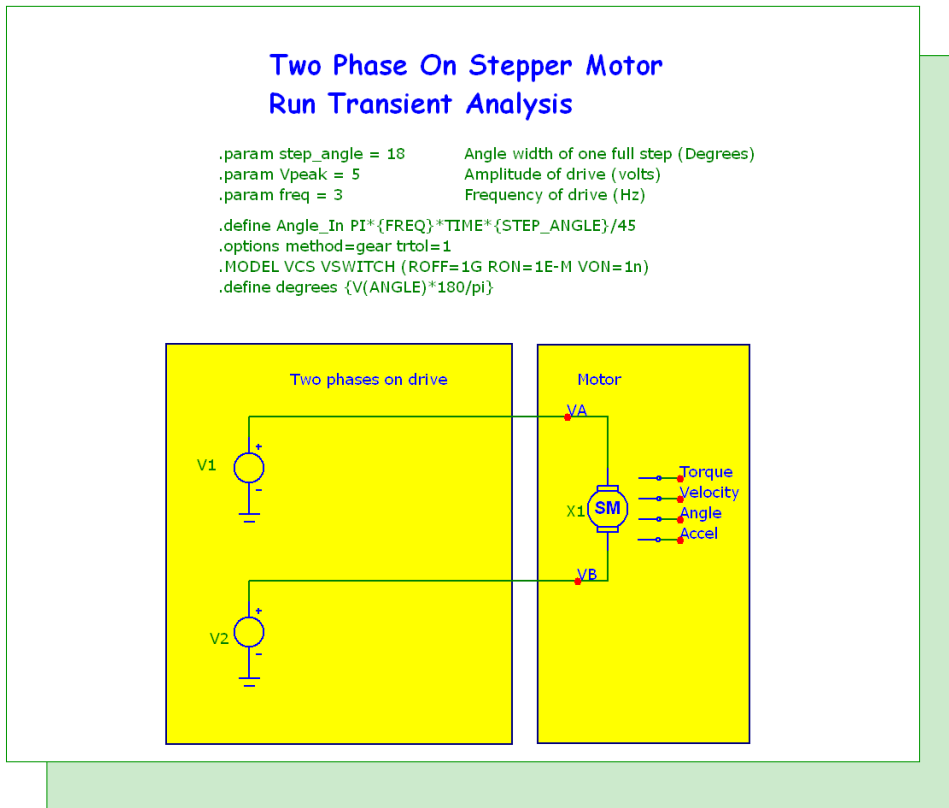 Two Phase On Stepper Motor
Run Transient Analysis
.param step_angle = 18 Angle width of one full step (Degrees)
.param Vpeak = 5 Amplitude of drive (volts)
.param freq = 3 Frequency of drive (Hz)
.define Angle_In PI*{FREQ}*TIME*{STEP_ANGLE}/45
.options method=gear trtol=1
.MODEL VCS VSWITCH (ROFF=1G RON=1E-M VON=1n)
.define degrees {V(ANGLE)*180/pi}
Two phases on drive
Motor
VA
V1
+
-
Torque
Velocity
X1
SM
Angle
Accel
VB
V2
+
-